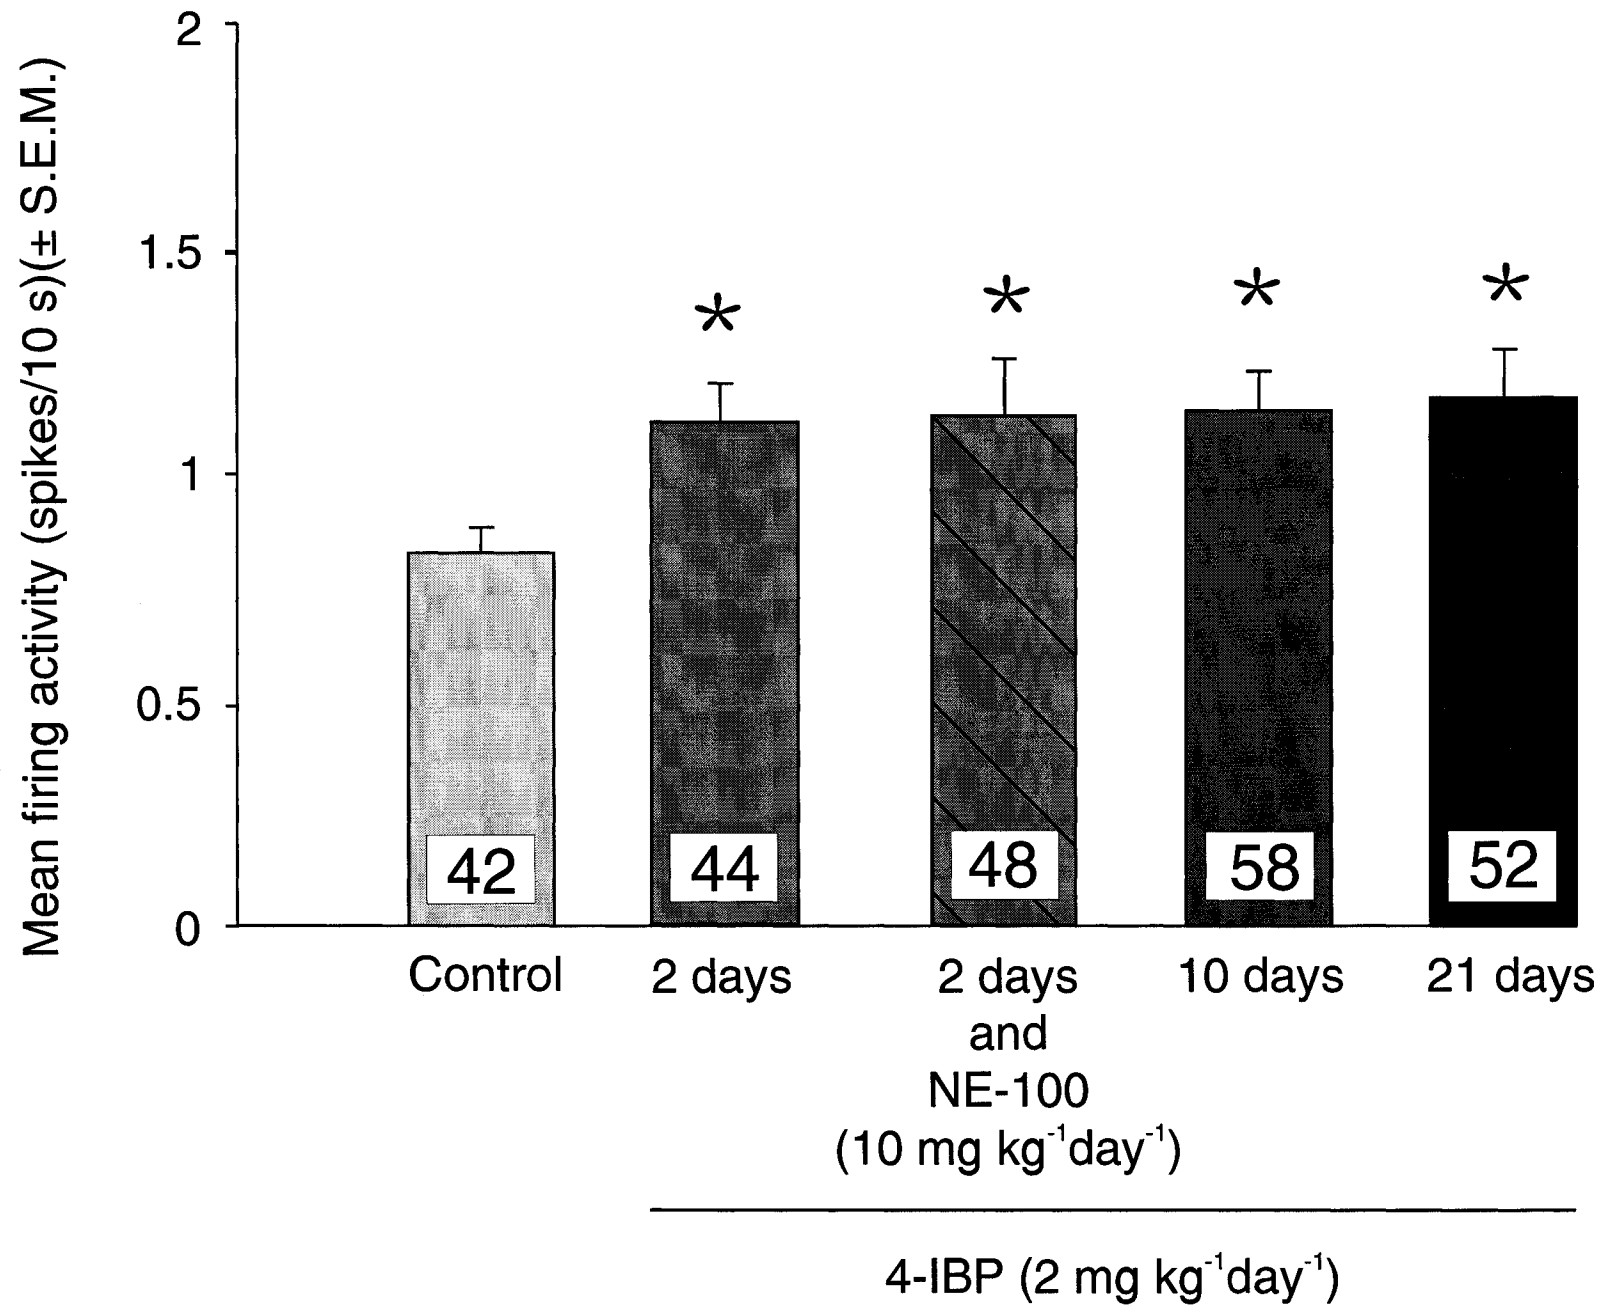 Mean firing activity (spikes/10 s)(± S.E.M.)
2
1.5
1
0.5
0
*
*
*
*
42
44
48
58
52
Control
2 days
2 days
and
NE-100
(10 mg kg⁻¹day⁻¹)
10 days
21 days
4-IBP (2 mg kg⁻¹day⁻¹)